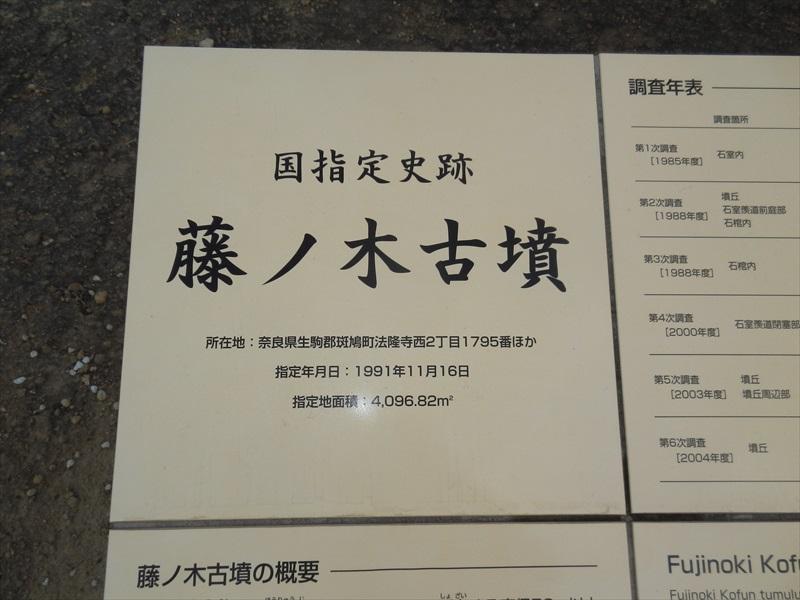 国指定史跡
藤ノ木古墳
所在地：奈良県生駒郡斑鳩町法隆寺西2丁目1795番ほか
指定年月日：1991年11月16日
指定地面積：4,096.82㎡
調査年表
調査箇所
第1次調査
［1985年度］
石室内
第2次調査
［1988年度］
墳丘
石室羨道前庭部
石棺内
第3次調査
［1988年度］
石棺内
第4次調査
［2000年度］
石室羨道閉塞部
第5次調査
［2003年度］
墳丘
墳丘周辺部
第6次調査
［2004年度］
墳丘
藤ノ木古墳の概要
Fujinoki Kofu
Fujinoki Kofun tumulu